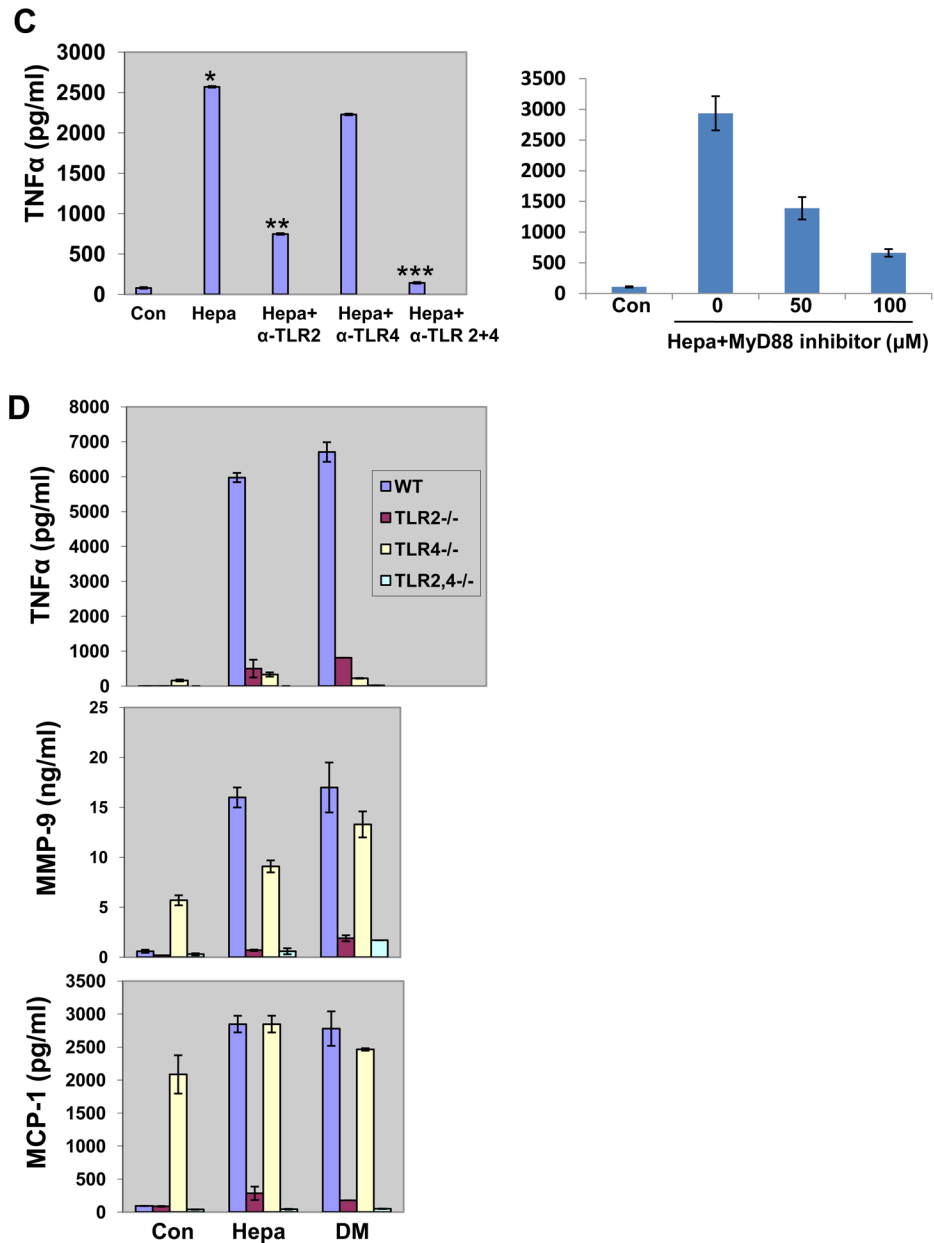 C
TNFα (pg/ml)
3000
2500
2000
1500
1000
500
0
*
**
***
Con
Hepa
Hepa+
α-TLR2
Hepa+
α-TLR4
Hepa+
α-TLR 2+4
3500
3000
2500
2000
1500
1000
500
0
Con
0
50
100
Hepa+MyD88 inhibitor (µM)
D
TNFα (pg/ml)
8000
7000
6000
5000
4000
3000
2000
1000
0
WT
TLR2-/-
TLR4-/-
TLR2,4-/-
MMP-9 (ng/ml)
25
20
15
10
5
0
MCP-1 (pg/ml)
3500
3000
2500
2000
1500
1000
500
0
Con
Hepa
DM